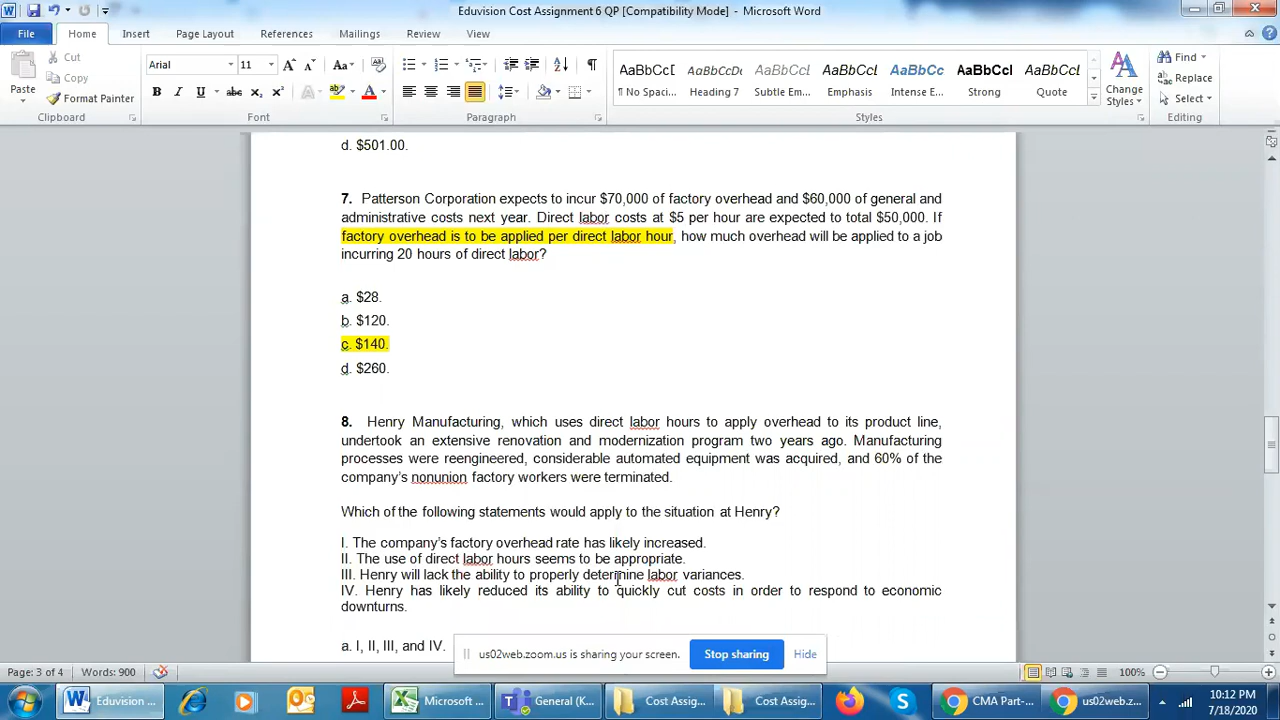 Eduvision Cost Assignment 6 QP [Compatibility Mode] - Microsoft Word
File Home Insert Page Layout References Mailings Review View
Cut
Copy
Format Painter
Paste
Clipboard
Arial 11
Font
Paragraph
AaBbCcD AaBbCcDc AaBbCcDc AaBbCcDc AaBbCc AaBbCcD AaBbCcDc
¶ No Spaci... Heading 7 Subtle Em... Emphasis Intense E... Strong Quote
Styles
Change
Styles
Find
Replace
Select
Editing
d. $501.00.
7. Patterson Corporation expects to incur $70,000 of factory overhead and $60,000 of general and
administrative costs next year. Direct labor costs at $5 per hour are expected to total $50,000. If
factory overhead is to be applied per direct labor hour, how much overhead will be applied to a job
incurring 20 hours of direct labor?
a. $28.
b. $120.
c. $140.
d. $260.
8. Henry Manufacturing, which uses direct labor hours to apply overhead to its product line,
undertook an extensive renovation and modernization program two years ago. Manufacturing
processes were reengineered, considerable automated equipment was acquired, and 60% of the
company's nonunion factory workers were terminated.
Which of the following statements would apply to the situation at Henry?
I. The company's factory overhead rate has likely increased.
II. The use of direct labor hours seems to be appropriate.
III. Henry will lack the ability to properly determine labor variances.
IV. Henry has likely reduced its ability to quickly cut costs in order to respond to economic
downturns.
a. I, II, III, and IV.
us02web.zoom.us is sharing your screen. Stop sharing Hide
Page: 3 of 4 Words: 900 100%
Eduvision ... Microsoft ... General (K... Cost Assig... Cost Assig... CMA Part-... us02web.z...
10:12 PM
7/18/2020